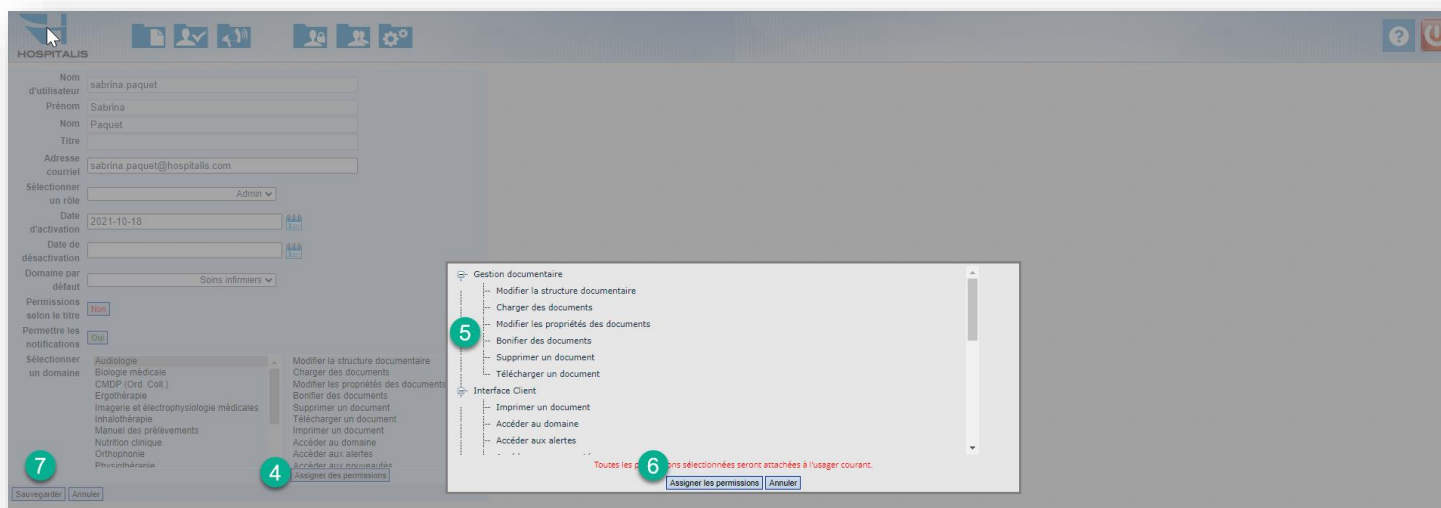 HOSPITALIS
Nom d'utilisateur
sabrina.paquet
Prénom
Sabrina
Nom
Paquet
Titre
Adresse courriel
sabrina.paquet@hospitalis.com
Sélectionner un rôle
Admin
Date d'activation
2021-10-18
Date de désactivation
Domaine par défaut
Soins infirmiers
Permissions selon le titre
Non
Permettre les notifications
Oui
Sélectionner un domaine
Audiologie
Biologie médicale
CMDP (Ord. Coll.)
Ergothérapie
Imagerie et électrophysiologie médicales
Inhalothérapie
Manuel des prélèvements
Nutrition clinique
Orthophonie
Physiothérapie
Modifier la structure documentaire
Charger des documents
Modifier les propriétés des documents
Bonifier des documents
Supprimer un document
Télécharger un document
Imprimer un document
Accéder au domaine
Accéder aux alertes
Accéder aux nouveautés
4
Assigner des permissions
7
Sauvegarder
Annuler
Gestion documentaire
Modifier la structure documentaire
Charger des documents
Modifier les propriétés des documents
5
Bonifier des documents
Supprimer un document
Télécharger un document
Interface Client
Imprimer un document
Accéder au domaine
Accéder aux alertes
Toutes les 6 sélectionnées seront attachées à l'usager courant.
Assigner les permissions
Annuler